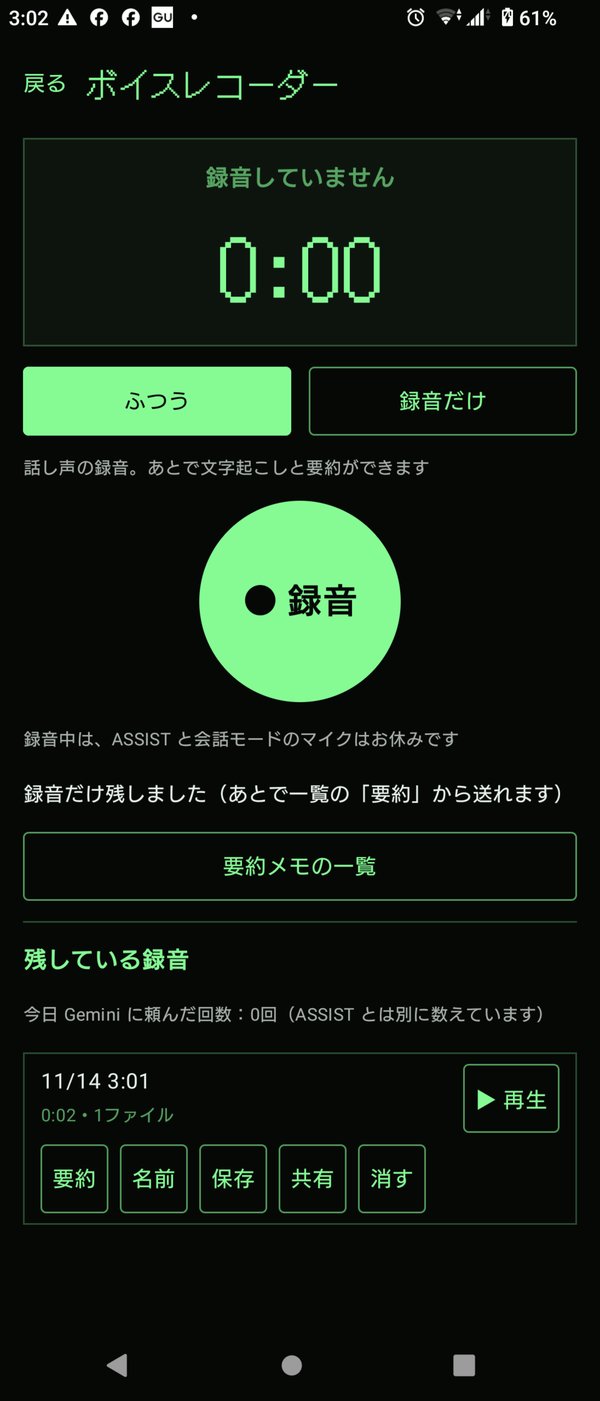 3:02 GU 61%
戻る ボイスレコーダー
録音していません
0:00
ふつう 録音だけ
話し声の録音。あとで文字起こしと要約ができます
● 録音
録音中は、ASSIST と会話モードのマイクはお休みです
録音だけ残しました（あとで一覧の「要約」から送れます）
要約メモの一覧
残している録音
今日 Gemini に頼んだ回数：0回（ASSIST とは別に数えています）
11/14 3:01
0:02・1ファイル
▶ 再生
要約 名前 保存 共有 消す